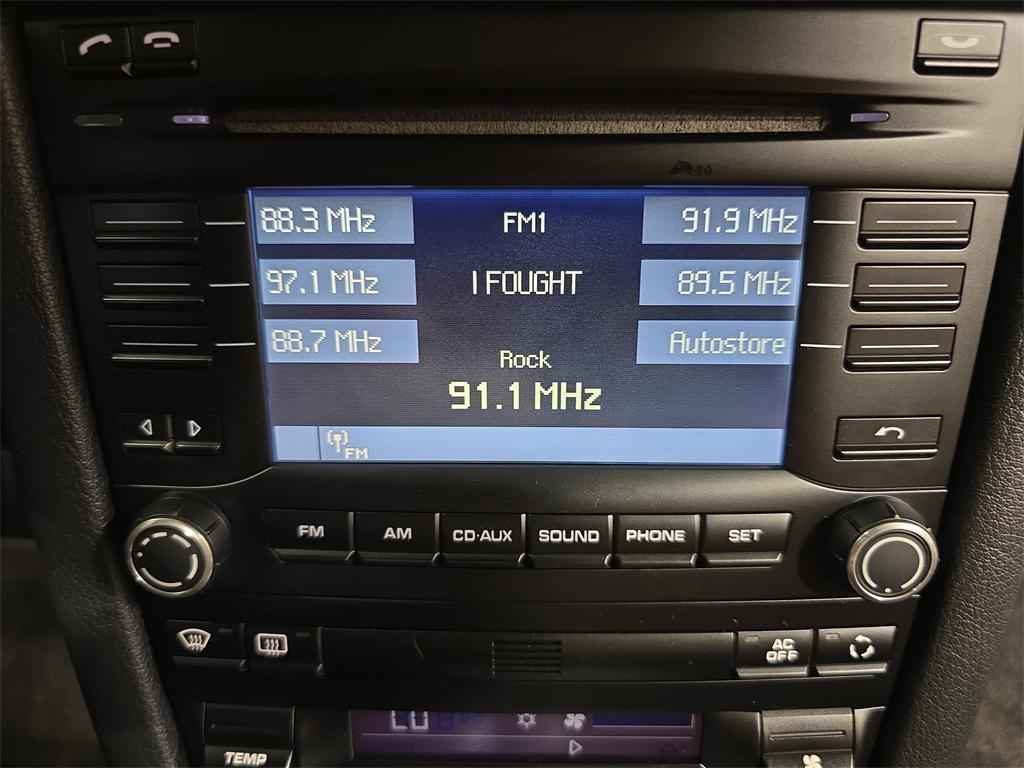 88.3 MHz FM1 91.9 MHz
97.1 MHz I FOUGHT 89.5 MHz
88.7 MHz Autostore
Rock
91.1 MHz
FM
FM AM CD·AUX SOUND PHONE SET
AC
OFF
LO
TEMP